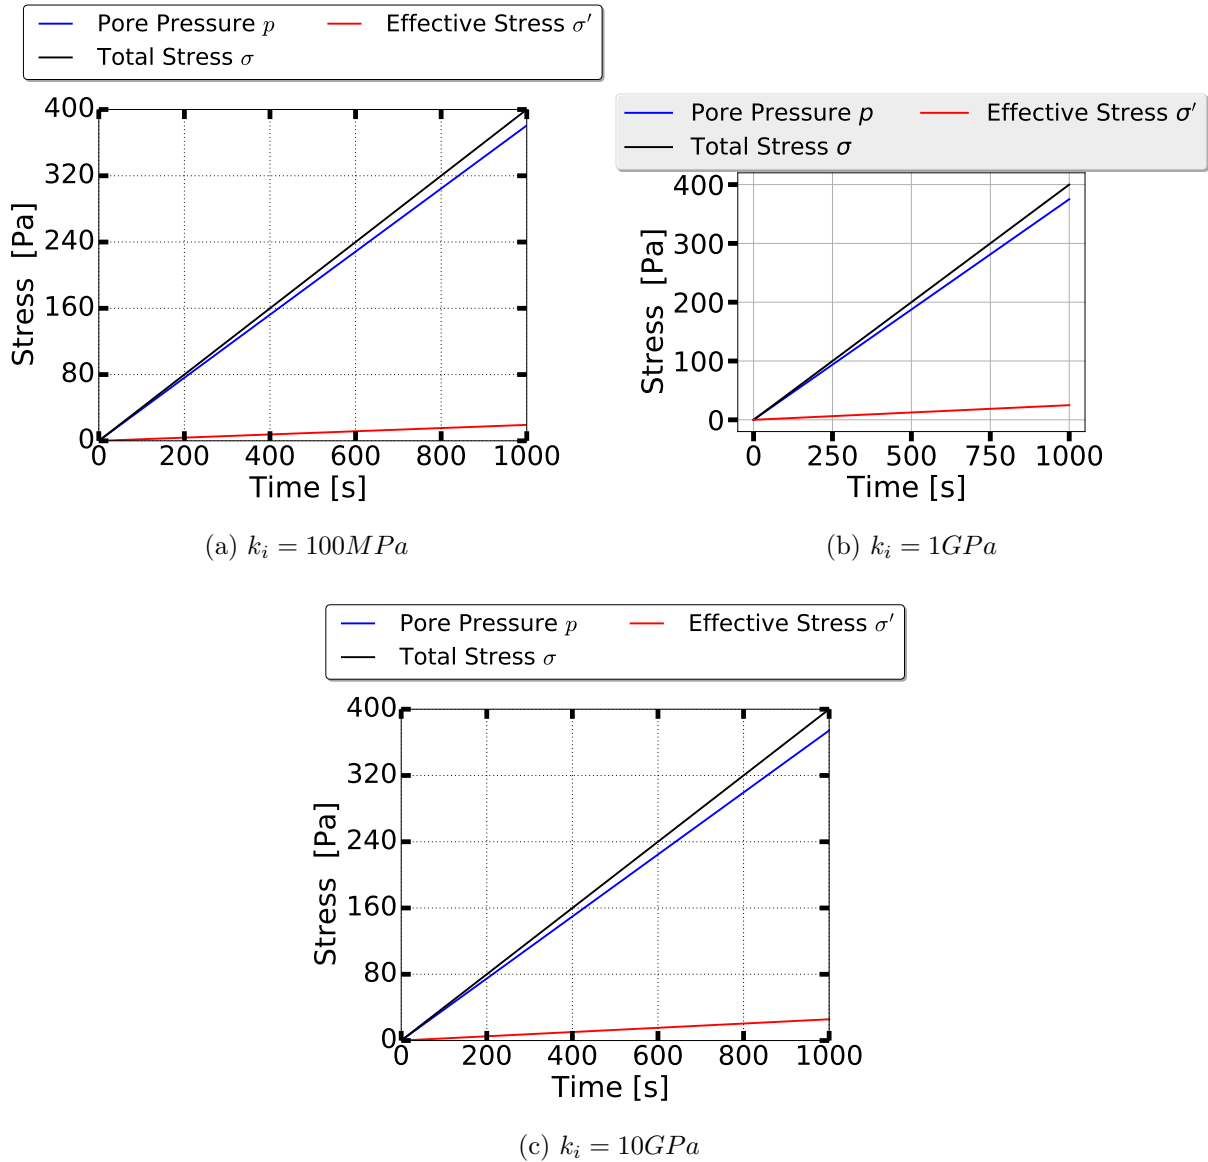 Pore Pressure p Effective Stress σ′
Total Stress σ
400
320
240
160
80
0
Stress [Pa]
0 200 400 600 800 1000
Time [s]
(a) k_i = 100MPa
Pore Pressure p Effective Stress σ′
Total Stress σ
400
300
200
100
0
Stress [Pa]
0 250 500 750 1000
Time [s]
(b) k_i = 1GPa
Pore Pressure p Effective Stress σ′
Total Stress σ
400
320
240
160
80
0
Stress [Pa]
0 200 400 600 800 1000
Time [s]
(c) k_i = 10GPa